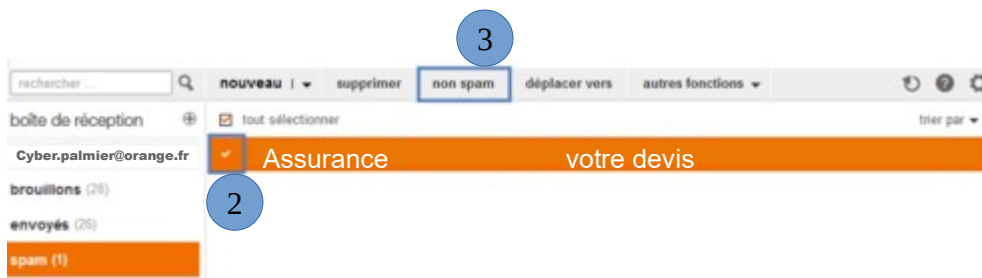 3
rechercher ... nouveau | supprimer non spam déplacer vers autres fonctions ?
boîte de réception tout sélectionner trier par
Cyber.palmier@orange.fr Assurance votre devis
brouillons (28)
2
envoyés (26)
spam (1)